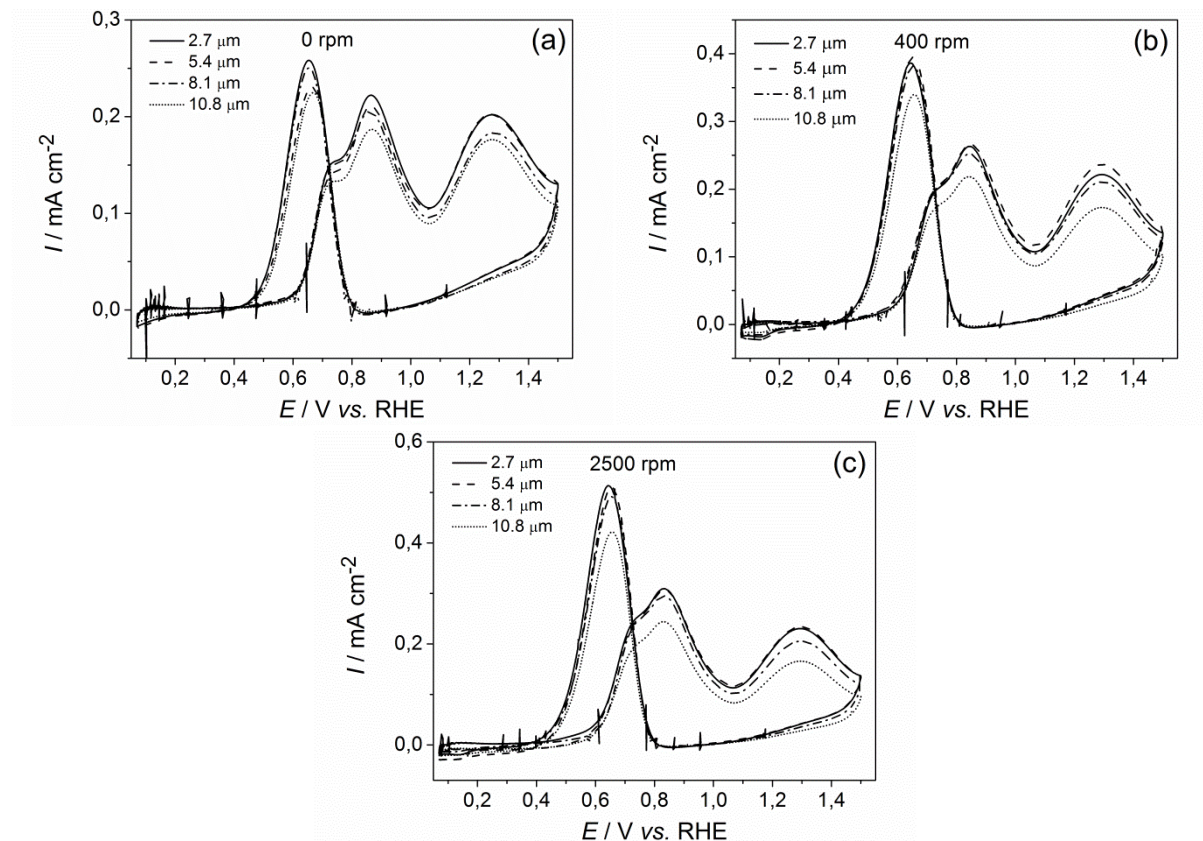 0,3
0,2
0,1
0,0
I / mA cm-2
2.7 μm
5.4 μm
8.1 μm
10.8 μm
0 rpm
(a)
0,2 0,4 0,6 0,8 1,0 1,2 1,4
E / V vs. RHE
0,4
0,3
0,2
0,1
0,0
I / mA cm-2
2.7 μm
5.4 μm
8.1 μm
10.8 μm
400 rpm
(b)
0,2 0,4 0,6 0,8 1,0 1,2 1,4
E / V vs. RHE
0,6
0,4
0,2
0,0
I / mA cm-2
2.7 μm
5.4 μm
8.1 μm
10.8 μm
2500 rpm
(c)
0,2 0,4 0,6 0,8 1,0 1,2 1,4
E / V vs. RHE